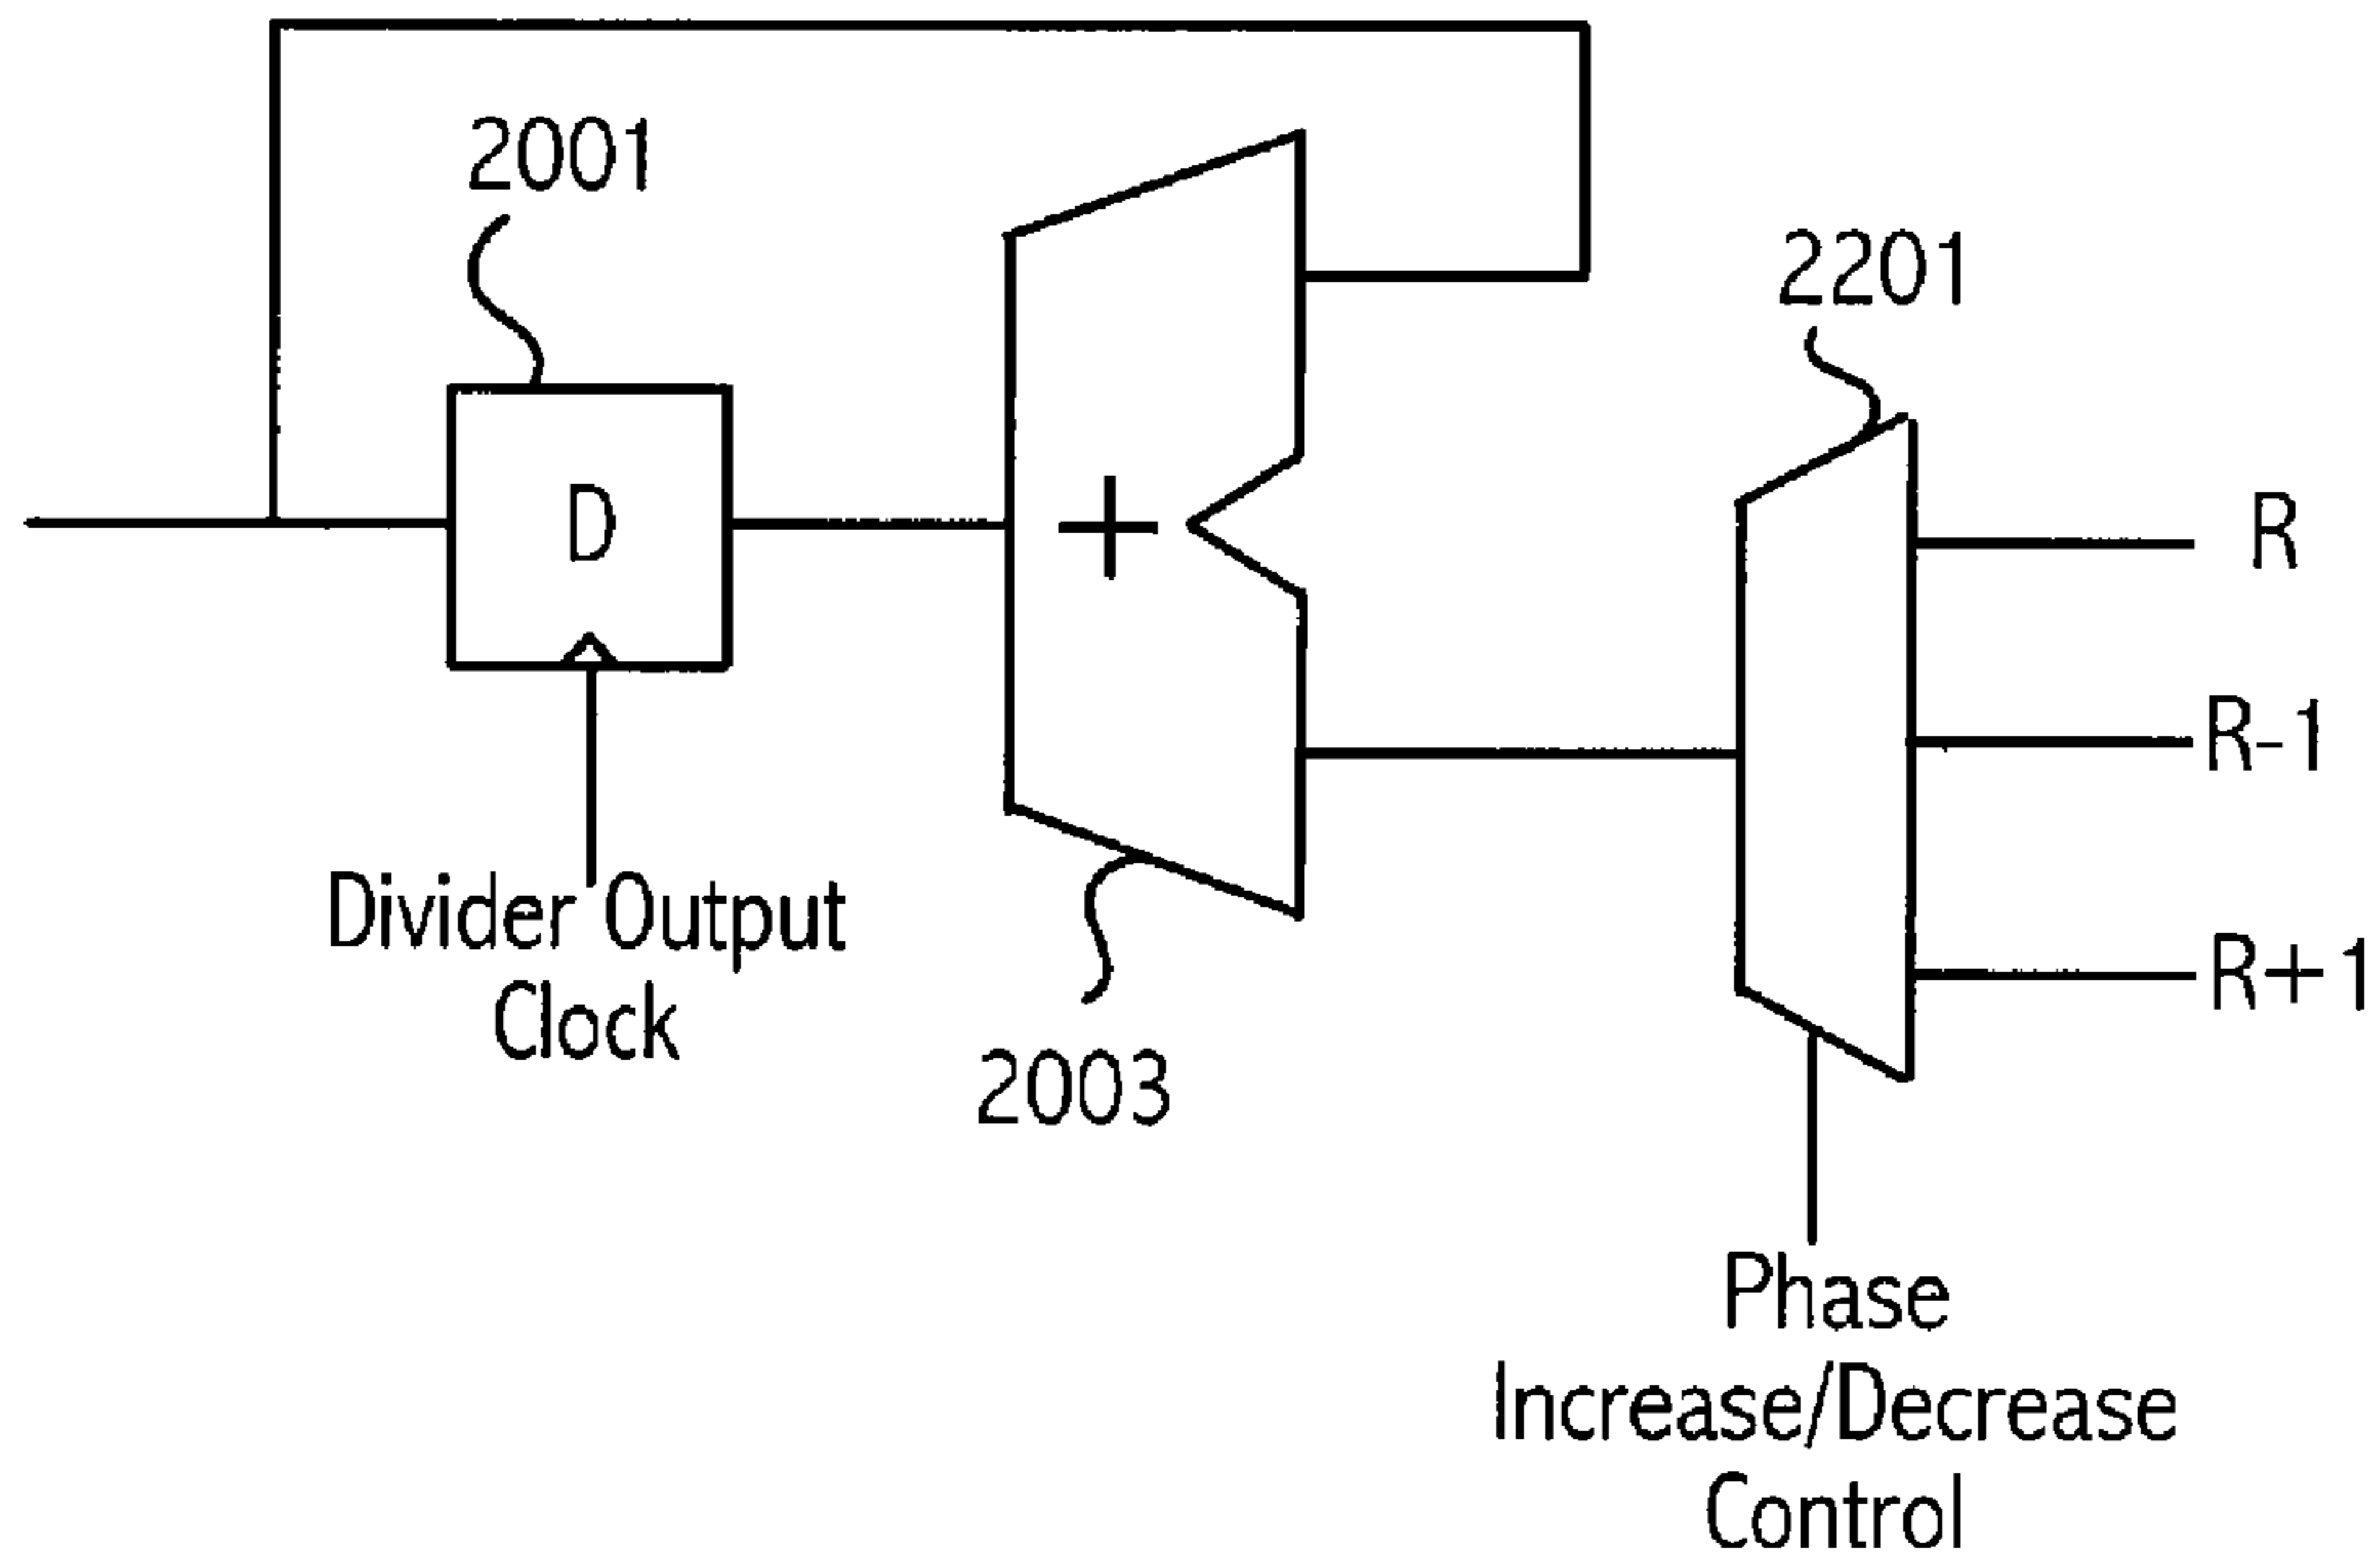 2001
2201
D
+
R
R-1
R+1
Divider Output
Clock
2003
Phase
Increase/Decrease
Control